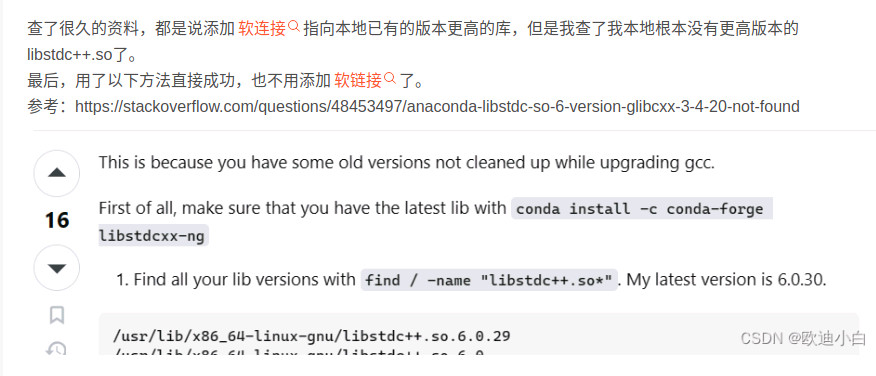 查了很久的资料，都是说添加 软连接 指向本地已有的版本更高的库，但是我查了我本地根本没有更高版本的
libstdc++.so了。
最后，用了以下方法直接成功，也不用添加 软链接 了。
参考：https://stackoverflow.com/questions/48453497/anaconda-libstdc-so-6-version-glibcxx-3-4-20-not-found
This is because you have some old versions not cleaned up while upgrading gcc.
16
First of all, make sure that you have the latest lib with conda install -c conda-forge
libstdcxx-ng
1. Find all your lib versions with find / -name "libstdc++.so*". My latest version is 6.0.30.
/usr/lib/x86_64-linux-gnu/libstdc++.so.6.0.29
CSDN @欧迪小白